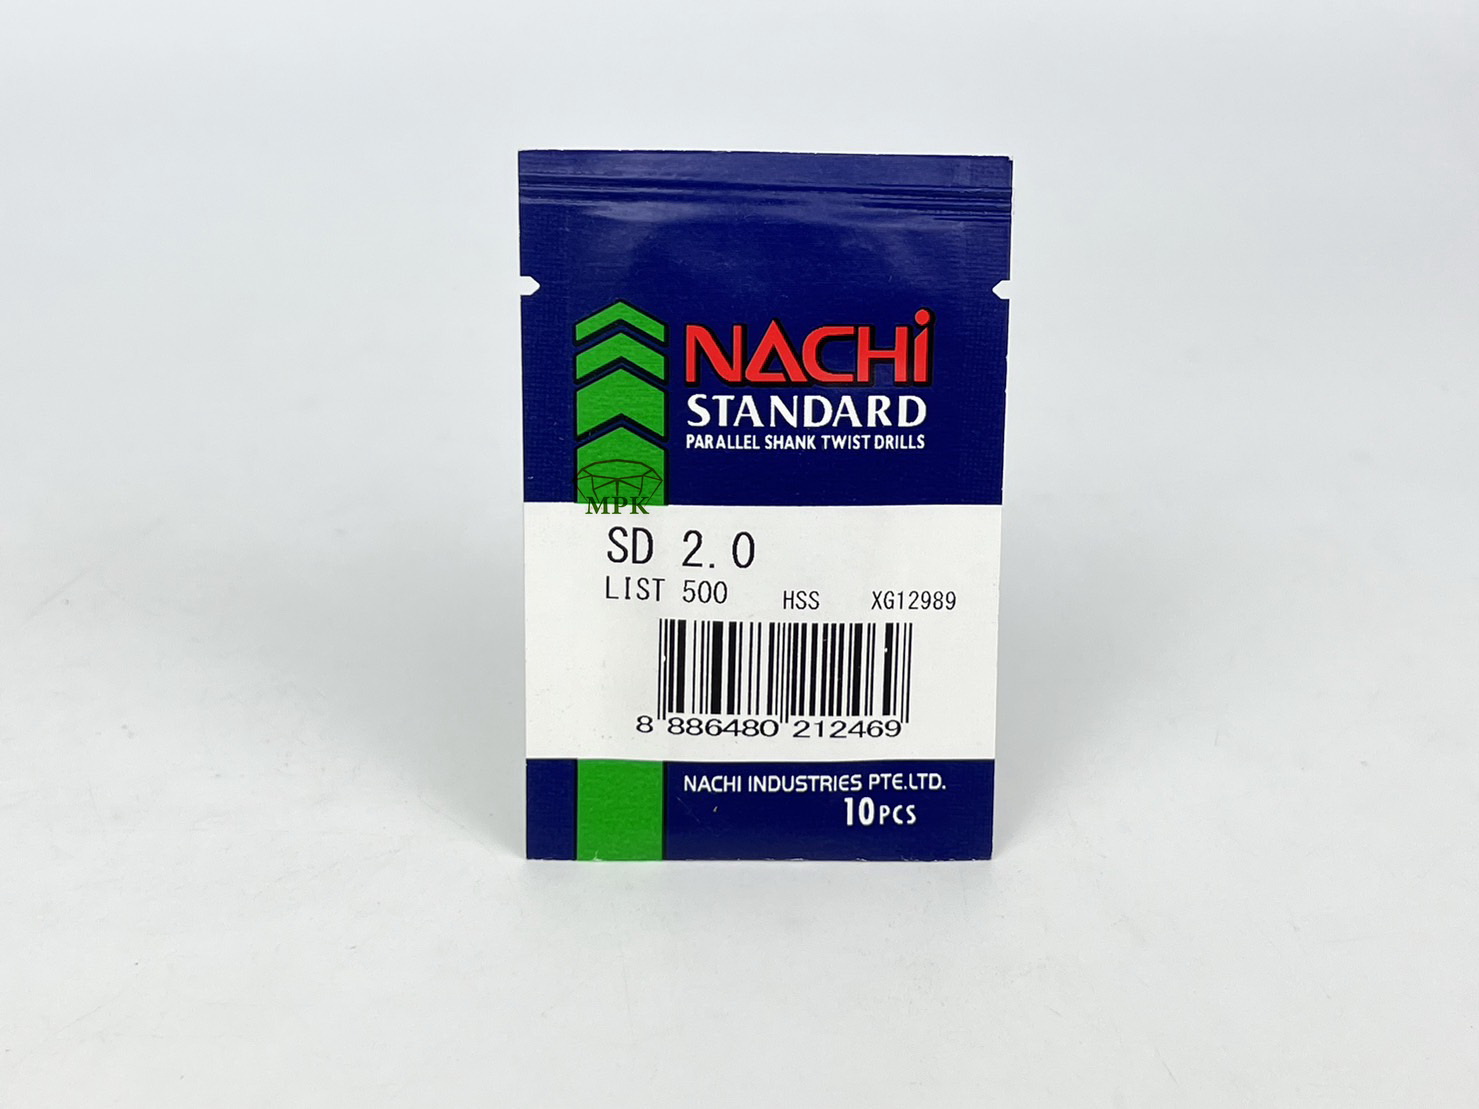 NACHi
STANDARD
PARALLEL SHANK TWIST DRILLS
MPK
SD 2.0
LIST 500 HSS XG12989
8 886480 212469
NACHI INDUSTRIES PTE.LTD.
10PCS